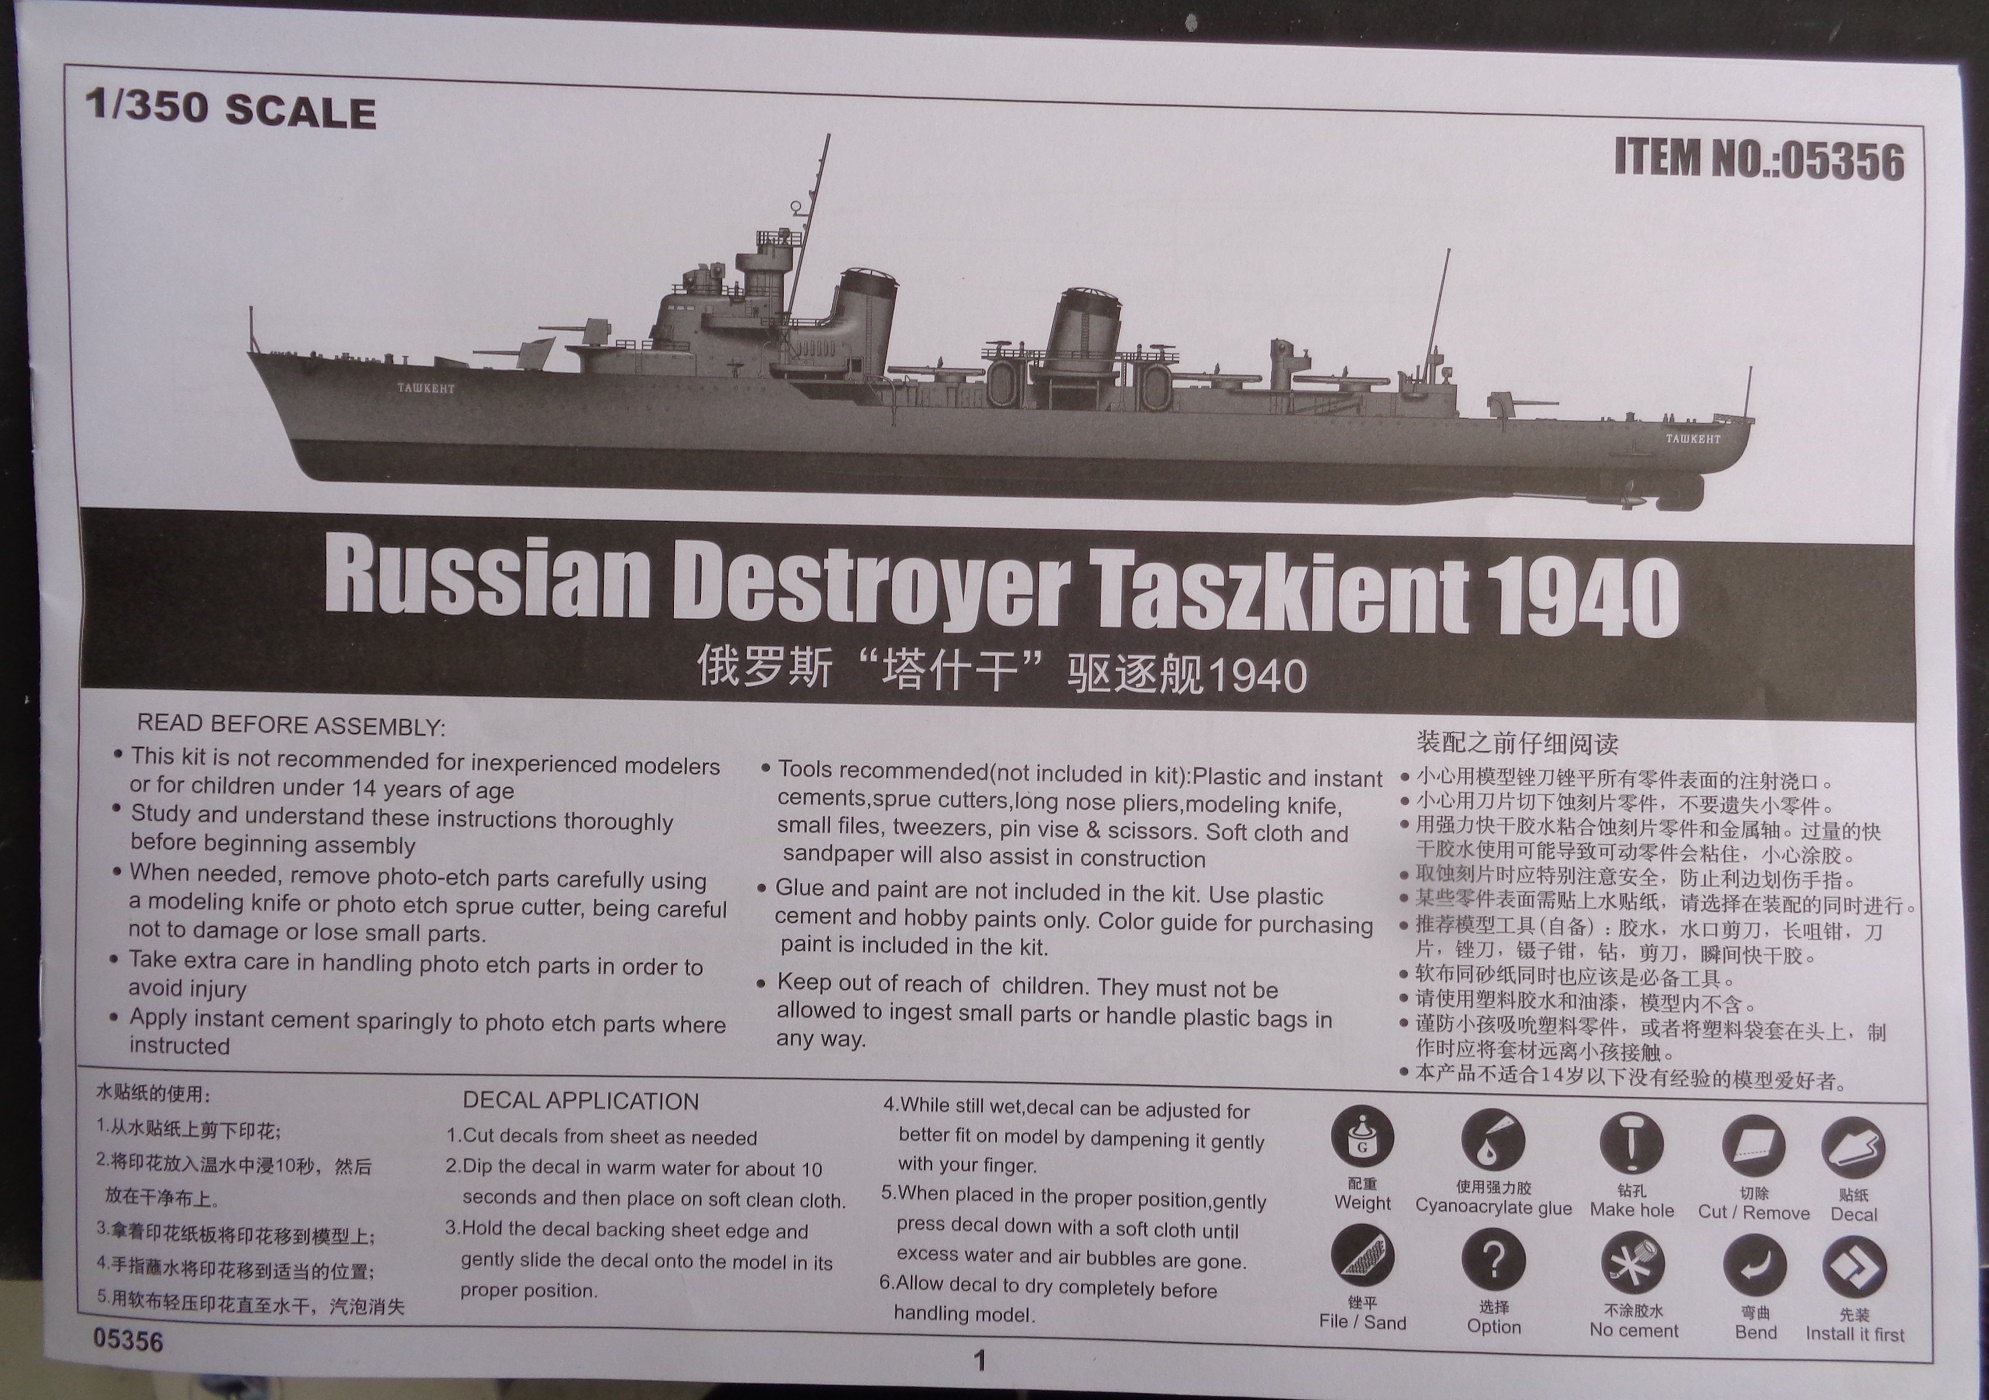 1/350 SCALE
ITEM NO.:05356
ТАШКЕНТ
ТАШКЕНТ
Russian Destroyer Taszkient 1940
俄罗斯“塔什干”驱逐舰1940
READ BEFORE ASSEMBLY:
• This kit is not recommended for inexperienced modelers
or for children under 14 years of age
• Study and understand these instructions thoroughly
before beginning assembly
• When needed, remove photo-etch parts carefully using
a modeling knife or photo etch sprue cutter, being careful
not to damage or lose small parts.
• Take extra care in handling photo etch parts in order to
avoid injury
• Apply instant cement sparingly to photo etch parts where
instructed
• Tools recommended(not included in kit):Plastic and instant
cements,sprue cutters,long nose pliers,modeling knife,
small files, tweezers, pin vise & scissors. Soft cloth and
sandpaper will also assist in construction
• Glue and paint are not included in the kit. Use plastic
cement and hobby paints only. Color guide for purchasing
paint is included in the kit.
• Keep out of reach of children. They must not be
allowed to ingest small parts or handle plastic bags in
any way.
装配之前仔细阅读
• 小心用模型锉刀锉平所有零件表面的注射浇口。
• 小心用刀片切下蚀刻片零件，不要遗失小零件。
• 用强力快干胶水粘合蚀刻片零件和金属轴。过量的快
干胶水使用可能导致可动零件会粘住，小心涂胶。
• 取蚀刻片时应特别注意安全，防止利边划伤手指。
• 某些零件表面需贴上水贴纸，请选择在装配的同时进行。
• 推荐模型工具(自备)：胶水，水口剪刀，长咀钳，刀
片，锉刀，镊子钳，钻，剪刀，瞬间快干胶。
• 软布同砂纸同时也应该是必备工具。
• 请使用塑料胶水和油漆，模型内不含。
• 谨防小孩吸吮塑料零件，或者将塑料袋套在头上，制
作时应将套材远离小孩接触。
• 本产品不适合14岁以下没有经验的模型爱好者。
水贴纸的使用：
1.从水贴纸上剪下印花；
2.将印花放入温水中浸10秒，然后
放在干净布上。
3.拿着印花纸板将印花移到模型上；
4.手指蘸水将印花移到适当的位置；
5.用软布轻压印花直至水干，汽泡消失
DECAL APPLICATION
1.Cut decals from sheet as needed
2.Dip the decal in warm water for about 10
seconds and then place on soft clean cloth.
3.Hold the decal backing sheet edge and
gently slide the decal onto the model in its
proper position.
4.While still wet,decal can be adjusted for
better fit on model by dampening it gently
with your finger.
5.When placed in the proper position,gently
press decal down with a soft cloth until
excess water and air bubbles are gone.
6.Allow decal to dry completely before
handling model.
G
配重
Weight
使用强力胶
Cyanoacrylate glue
钻孔
Make hole
切除
Cut / Remove
贴纸
Decal
?
锉平
File / Sand
选择
Option
不涂胶水
No cement
弯曲
Bend
先装
Install it first
05356
1